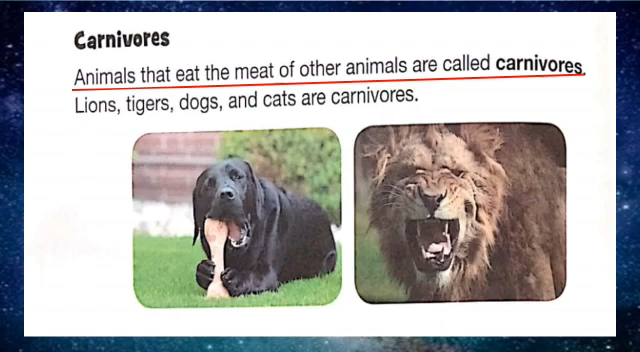 Carnivores
Animals that eat the meat of other animals are called carnivores.
Lions, tigers, dogs, and cats are carnivores.